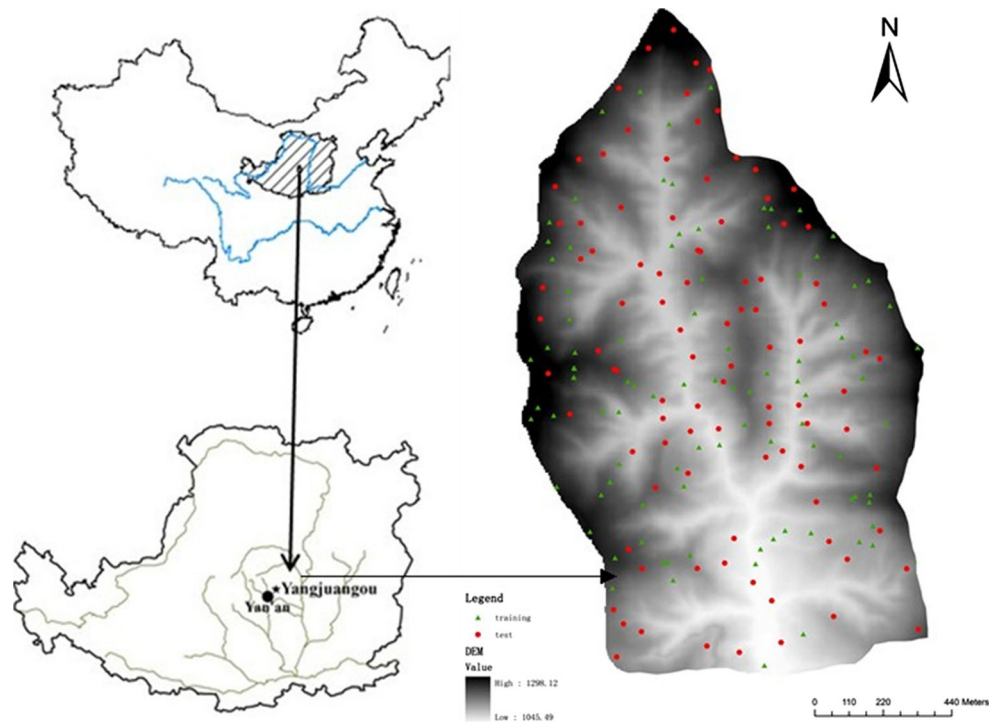 N
Yangjuangou
Yan'an
Legend
training
test
DEM
Value
High : 1298.12
Low : 1045.49
0 110 220 440 Meters